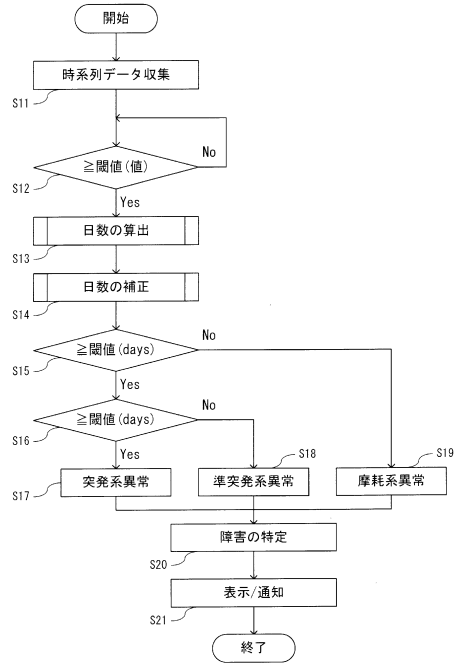 開始
時系列データ収集
S11
≧閾値(値)
No
S12
Yes
日数の算出
S13
日数の補正
S14
≧閾値(days)
No
S15
Yes
≧閾値(days)
No
S16
Yes
突発系異常
S17
準突発系異常
S18
摩耗系異常
S19
障害の特定
S20
表示/通知
S21
終了